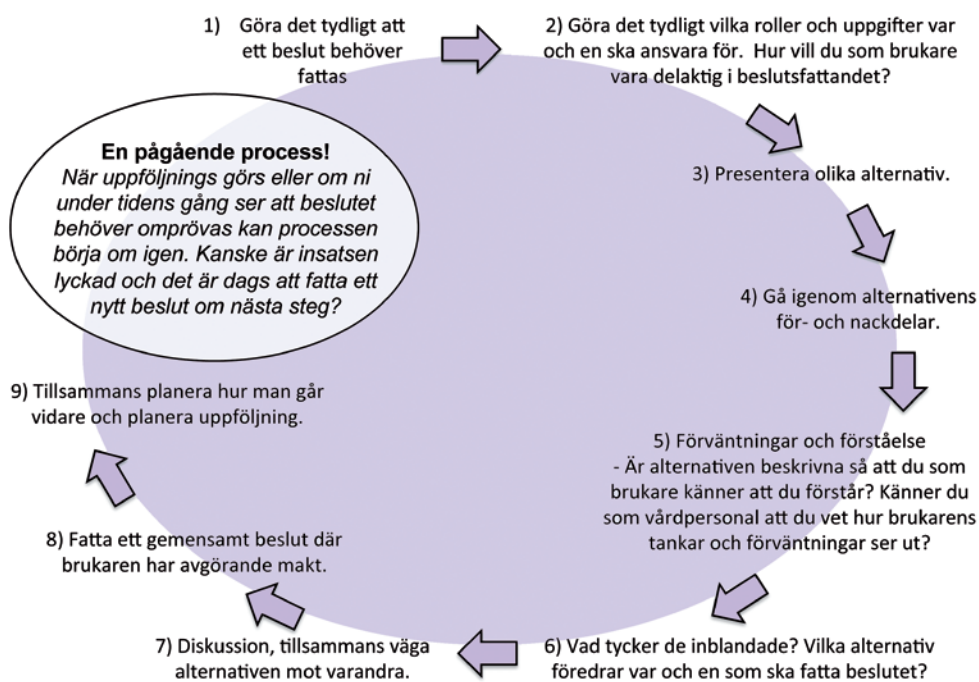 1) Göra det tydligt att
ett beslut behöver
fattas
2) Göra det tydligt vilka roller och uppgifter var
och en ska ansvara för. Hur vill du som brukare
vara delaktig i beslutsfattandet?
3) Presentera olika alternativ.
4) Gå igenom alternativens
för- och nackdelar.
5) Förväntningar och förståelse
- Är alternativen beskrivna så att du som
brukare känner att du förstår? Känner du
som vårdpersonal att du vet hur brukarens
tankar och förväntningar ser ut?
6) Vad tycker de inblandade? Vilka alternativ
föredrar var och en som ska fatta beslutet?
7) Diskussion, tillsammans väga
alternativen mot varandra.
8) Fatta ett gemensamt beslut där
brukaren har avgörande makt.
9) Tillsammans planera hur man går
vidare och planera uppföljning.
En pågående process!
När uppföljnings görs eller om ni
under tidens gång ser att beslutet
behöver omprövas kan processen
börja om igen. Kanske är insatsen
lyckad och det är dags att fatta ett
nytt beslut om nästa steg?